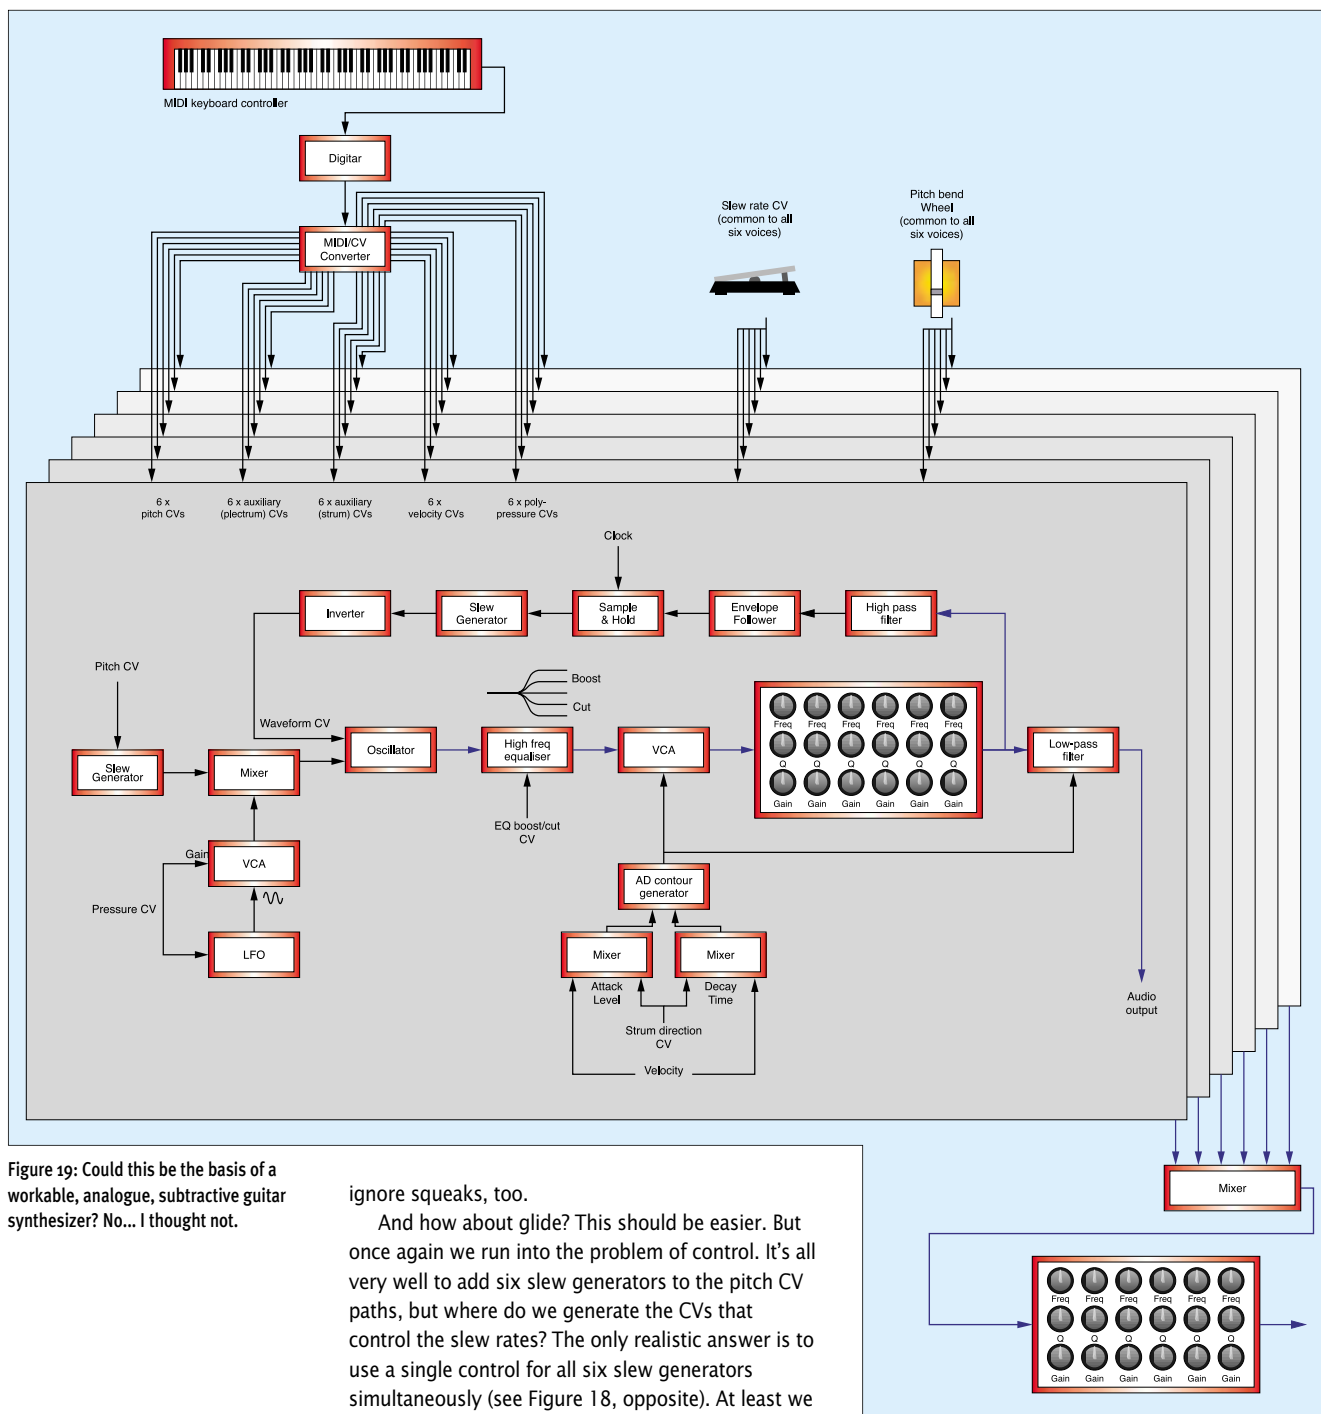 MIDI keyboard controller
Digitar
MIDI/CV
Converter
Slew rate CV
(common to all
six voices)
Pitch bend
Wheel
(common to all
six voices)
6 x
pitch CVs
6 x auxiliary
(plectrum) CVs
6 x auxiliary
(strum) CVs
6 x
velocity CVs
6 x poly-
pressure CVs
Clock
Inverter
Slew
Generator
Sample
& Hold
Envelope
Follower
High pass
filter
Pitch CV
Boost
Cut
Waveform CV
Slew
Generator
Mixer
Oscillator
High freq
equaliser
VCA
Freq Freq Freq Freq Freq Freq
Q Q Q Q Q Q
Gain Gain Gain Gain Gain Gain
Low-pass
filter
EQ boost/cut
CV
Gain
VCA
Pressure CV
LFO
AD contour
generator
Mixer
Mixer
Attack
Level
Decay
Time
Strum direction
CV
Velocity
Audio
output
Mixer
Freq Freq Freq Freq Freq Freq
Q Q Q Q Q Q
Gain Gain Gain Gain Gain Gain
Figure 19: Could this be the basis of a
workable, analogue, subtractive guitar
synthesizer? No... I thought not.
ignore squeaks, too.
And how about glide? This should be easier. But
once again we run into the problem of control. It's all
very well to add six slew generators to the pitch CV
paths, but where do we generate the CVs that
control the slew rates? The only realistic answer is to
use a single control for all six slew generators
simultaneously (see Figure 18, opposite). At least we